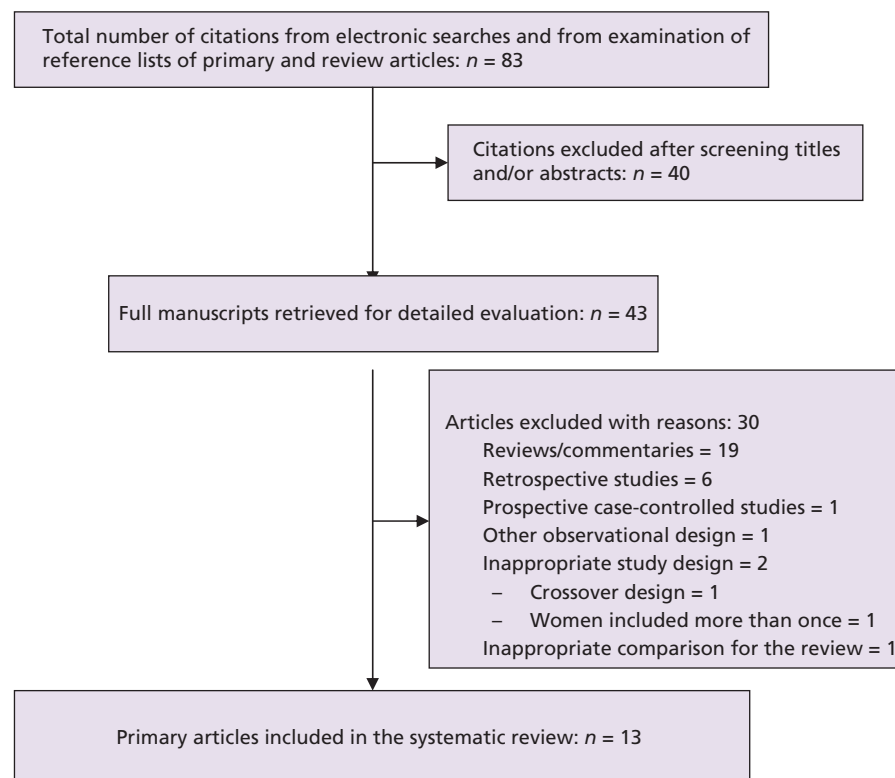 Total number of citations from electronic searches and from examination of
reference lists of primary and review articles: n = 83
Citations excluded after screening titles
and/or abstracts: n = 40
Full manuscripts retrieved for detailed evaluation: n = 43
Articles excluded with reasons: 30
Reviews/commentaries = 19
Retrospective studies = 6
Prospective case-controlled studies = 1
Other observational design = 1
Inappropriate study design = 2
– Crossover design = 1
– Women included more than once = 1
Inappropriate comparison for the review = 1
Primary articles included in the systematic review: n = 13